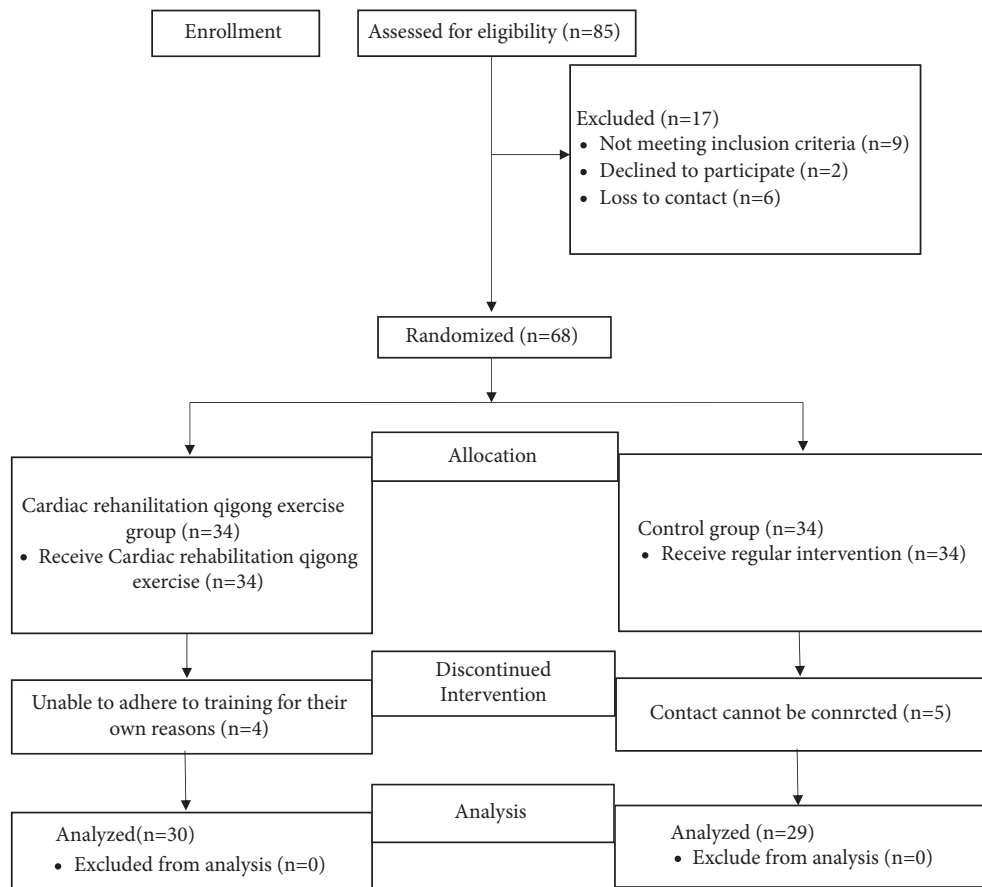 Enrollment
Assessed for eligibility (n=85)
Excluded (n=17)
• Not meeting inclusion criteria (n=9)
• Declined to participate (n=2)
• Loss to contact (n=6)
Randomized (n=68)
Allocation
Cardiac rehanilitation qigong exercise
group (n=34)
• Receive Cardiac rehabilitation qigong
exercise (n=34)
Control group (n=34)
• Receive regular intervention (n=34)
Discontinued
Intervention
Unable to adhere to training for their
own reasons (n=4)
Contact cannot be connrcted (n=5)
Analysis
Analyzed(n=30)
• Excluded from analysis (n=0)
Analyzed (n=29)
• Exclude from analysis (n=0)